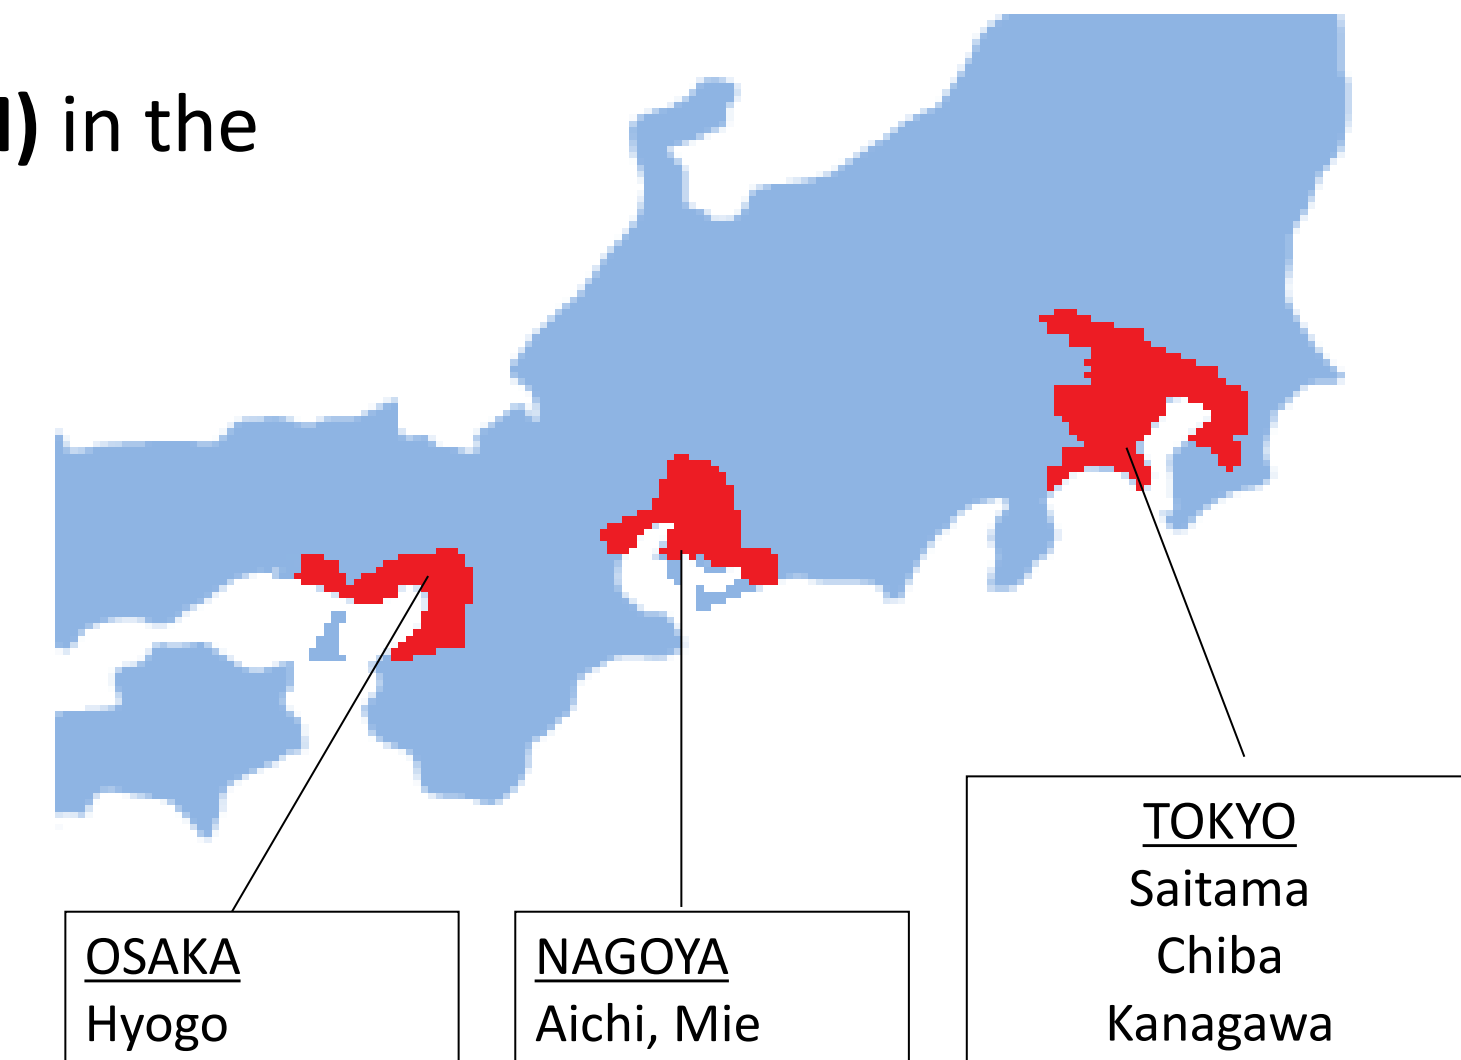 ) in the
OSAKA
Hyogo
NAGOYA
Aichi, Mie
TOKYO
Saitama
Chiba
Kanagawa